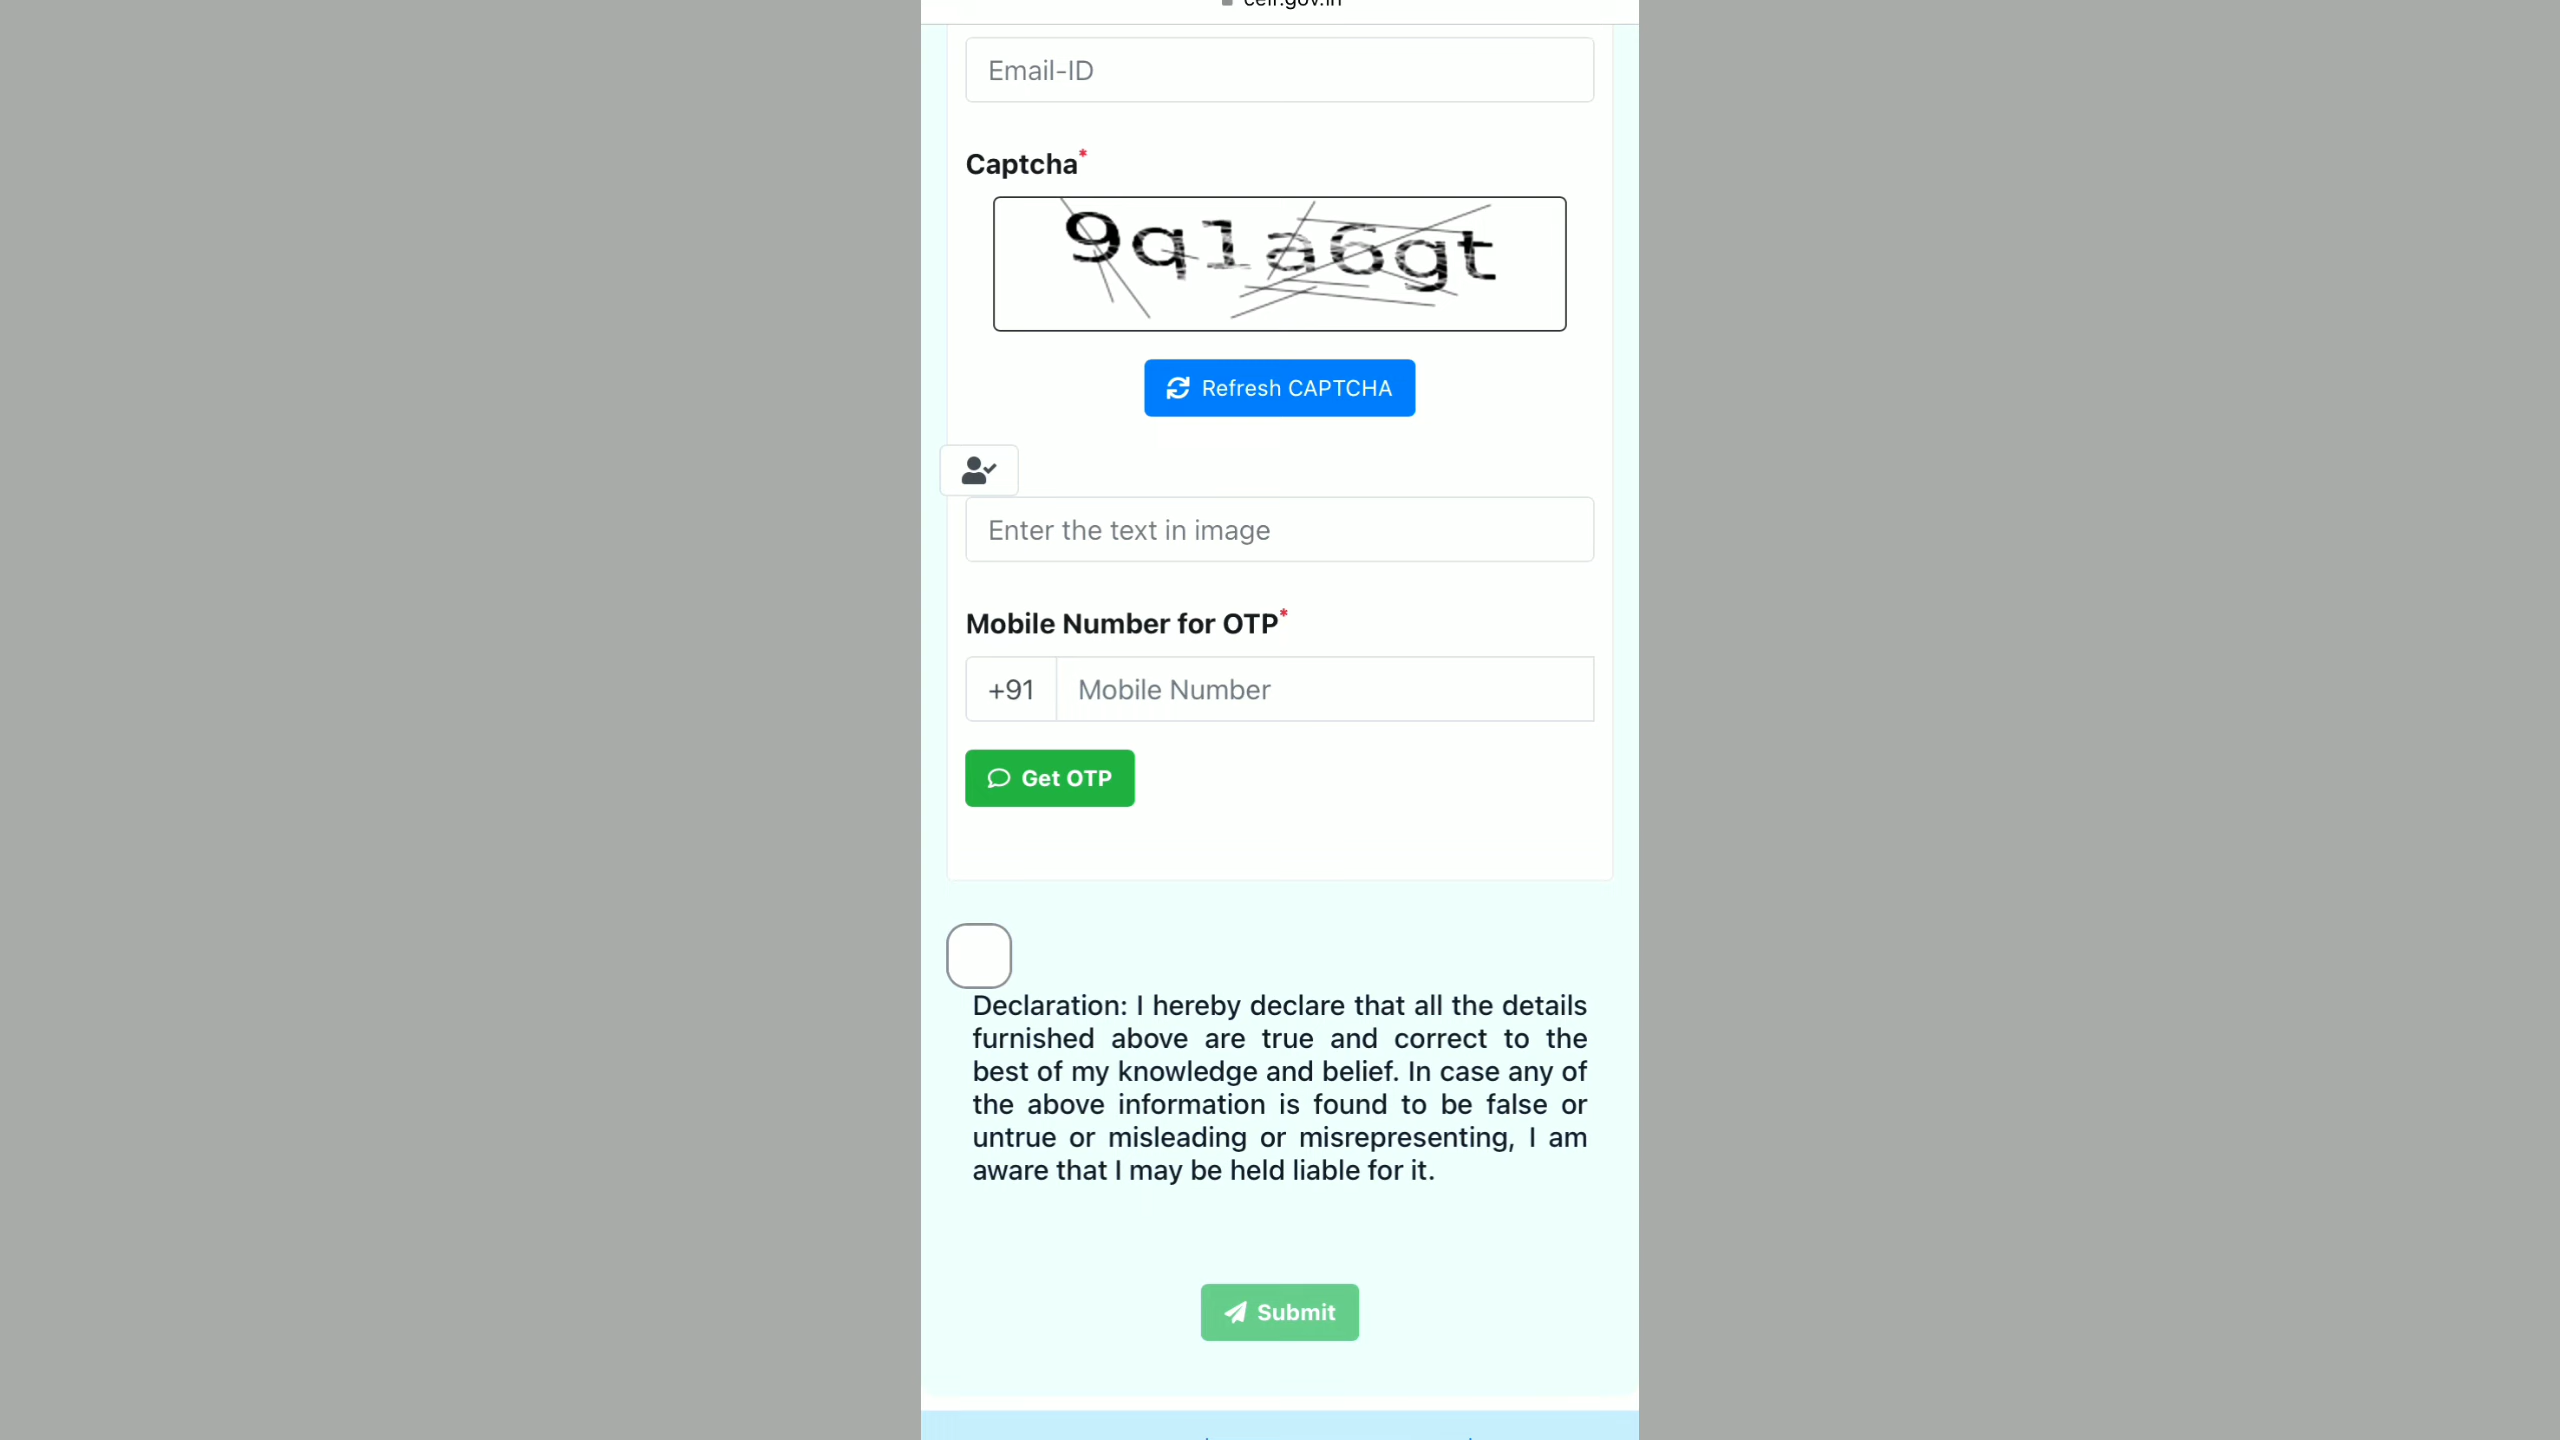 Email-ID
Captcha*
Refresh CAPTCHA
Enter the text in image
Mobile Number for OTP*
+91 Mobile Number
Get OTP
Declaration: I hereby declare that all the details
furnished above are true and correct to the
best of my knowledge and belief. In case any of
the above information is found to be false or
untrue or misleading or misrepresenting, I am
aware that I may be held liable for it.
Submit